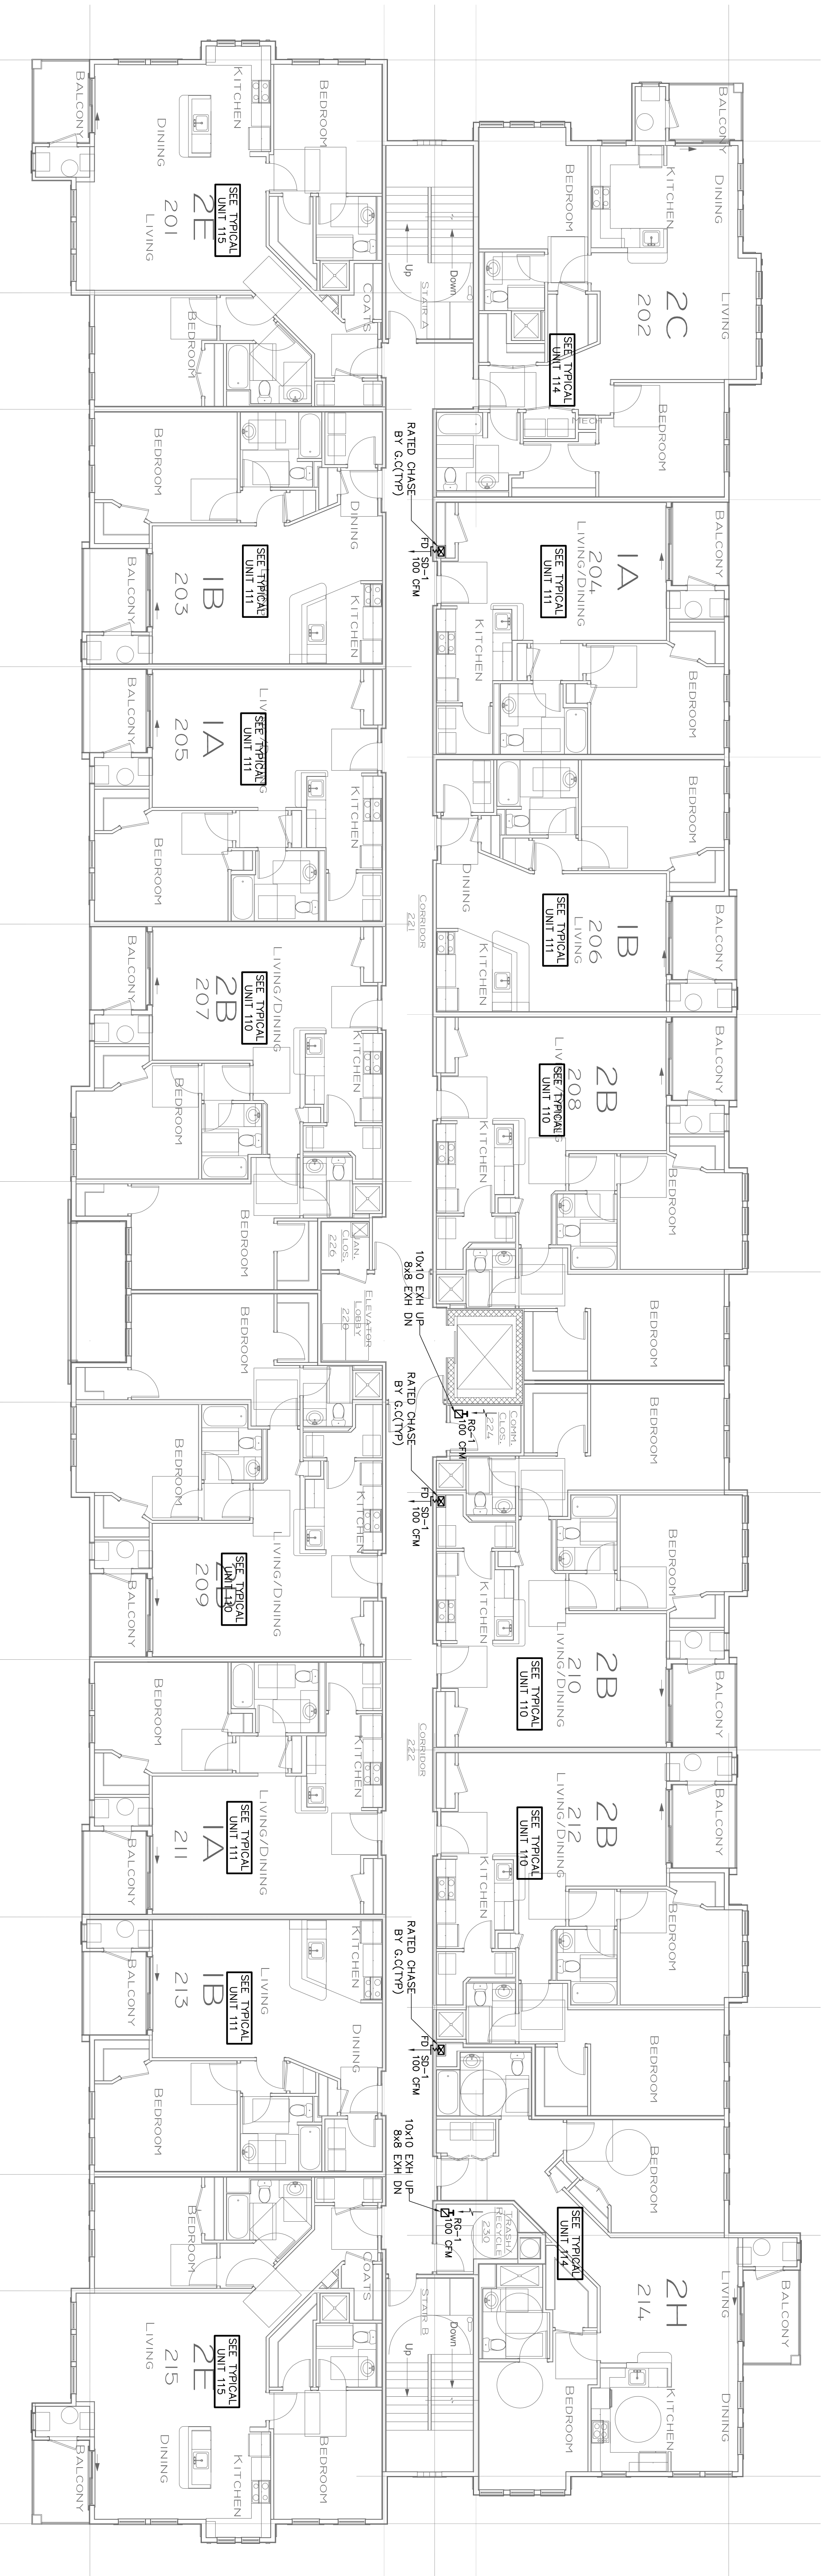 BALCONY
KITCHEN
BEDROOM
DINING
2E
201
LIVING
SEE TYPICAL
UNIT 115
COATS
BEDROOM
Up
Down
STAIR A
BALCONY
DINING
KITCHEN
BEDROOM
LIVING
2C
202
SEE TYPICAL
UNIT 114
MECH
BEDROOM
RATED CHASE
BY G.C(TYP)
FD
SD-1
100 CFM
BEDROOM
DINING
BALCONY
1B
203
SEE TYPICAL
UNIT 111
KITCHEN
BALCONY
1A
204
LIVING/DINING
SEE TYPICAL
UNIT 111
KITCHEN
BEDROOM
BALCONY
1A
205
SEE TYPICAL
UNIT 111
KITCHEN
BEDROOM
BEDROOM
DINING
1B
206
LIVING
SEE TYPICAL
UNIT 111
KITCHEN
BALCONY
CORRIDOR
221
BALCONY
2B
207
LIVING/DINING
SEE TYPICAL
UNIT 110
KITCHEN
BEDROOM
BEDROOM
BALCONY
2B
208
SEE TYPICAL
UNIT 110
KITCHEN
BEDROOM
BEDROOM
JAN.
CLOS.
226
ELEVATOR
LOBBY
228
10x10 EXH UP
8x8 EXH DN
RG-1
100 CFM
COMM.
CLOS.
224
RATED CHASE
BY G.C(TYP)
FD
SD-1
100 CFM
BEDROOM
BEDROOM
KITCHEN
LIVING/DINING
2B
209
SEE TYPICAL
UNIT 110
BALCONY
BEDROOM
BEDROOM
KITCHEN
2B
210
LIVING/DINING
SEE TYPICAL
UNIT 110
BALCONY
CORRIDOR
222
BEDROOM
KITCHEN
1A
211
LIVING/DINING
SEE TYPICAL
UNIT 111
BALCONY
BALCONY
2B
212
LIVING/DINING
SEE TYPICAL
UNIT 110
KITCHEN
BEDROOM
BEDROOM
BALCONY
1B
213
LIVING
SEE TYPICAL
UNIT 111
KITCHEN
DINING
BEDROOM
RATED CHASE
BY G.C(TYP)
FD
SD-1
100 CFM
10x10 EXH UP
8x8 EXH DN
RG-1
100 CFM
TRASH/
RECYCLE
230
BEDROOM
SEE TYPICAL
UNIT 114
2H
214
LIVING
BALCONY
DINING
KITCHEN
BEDROOM
STAIR B
Down
Up
BEDROOM
COATS
LIVING
2E
215
SEE TYPICAL
UNIT 115
DINING
KITCHEN
BEDROOM
BALCONY